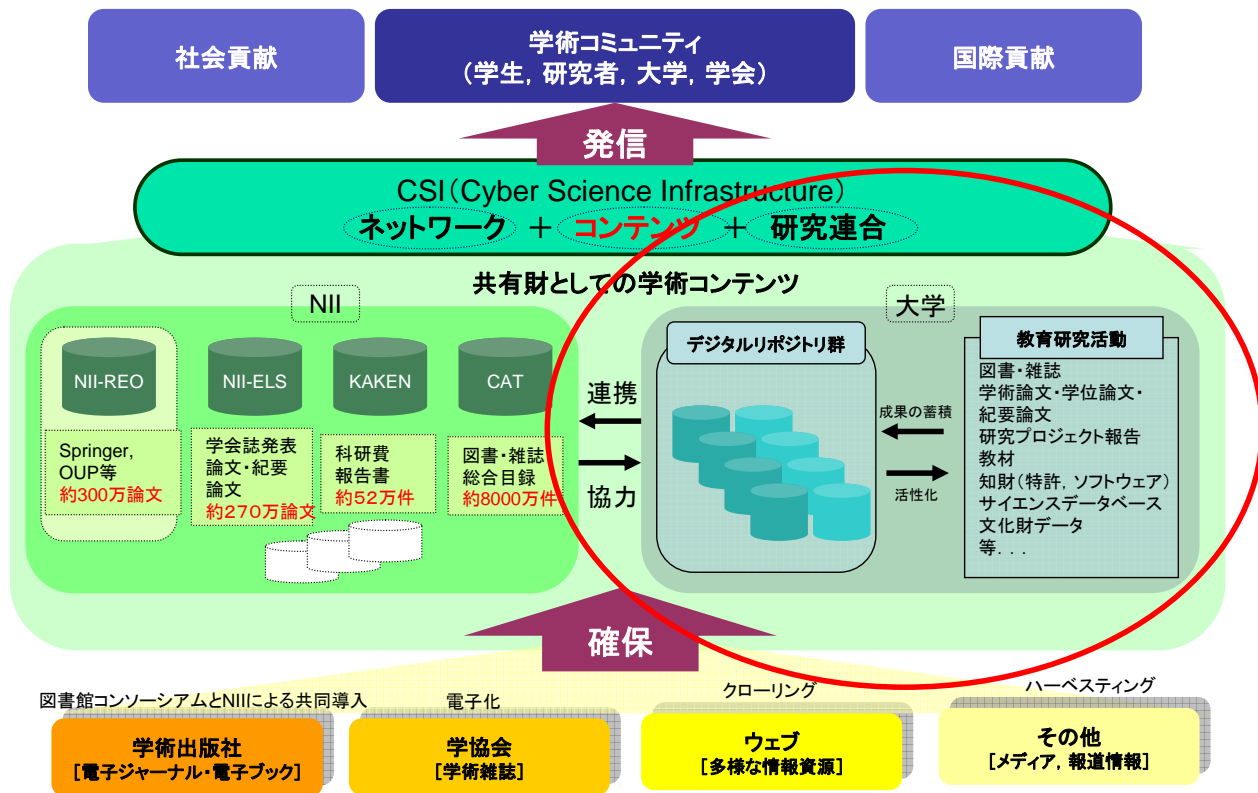 社会貢献
学術コミュニティ
(学生, 研究者, 大学, 学会)
国際貢献
発信
CSI(Cyber Science Infrastructure)
ネットワーク + コンテンツ + 研究連合
共有財としての学術コンテンツ
NII
NII-REO
NII-ELS
KAKEN
CAT
Springer,
OUP等
約300万論文
学会誌発表
論文・紀要
論文
約270万論文
科研費
報告書
約52万件
図書・雑誌
総合目録
約8000万件
連携
協力
大学
デジタルリポジトリ群
成果の蓄積
活性化
教育研究活動
図書・雑誌
学術論文・学位論文・
紀要論文
研究プロジェクト報告
教材
知財(特許, ソフトウェア)
サイエンスデータベース
文化財データ
等. . .
確保
図書館コンソーシアムとNIIによる共同導入
学術出版社
[電子ジャーナル・電子ブック]
電子化
学協会
[学術雑誌]
クローリング
ウェブ
[多様な情報資源]
ハーベスティング
その他
[メディア, 報道情報]